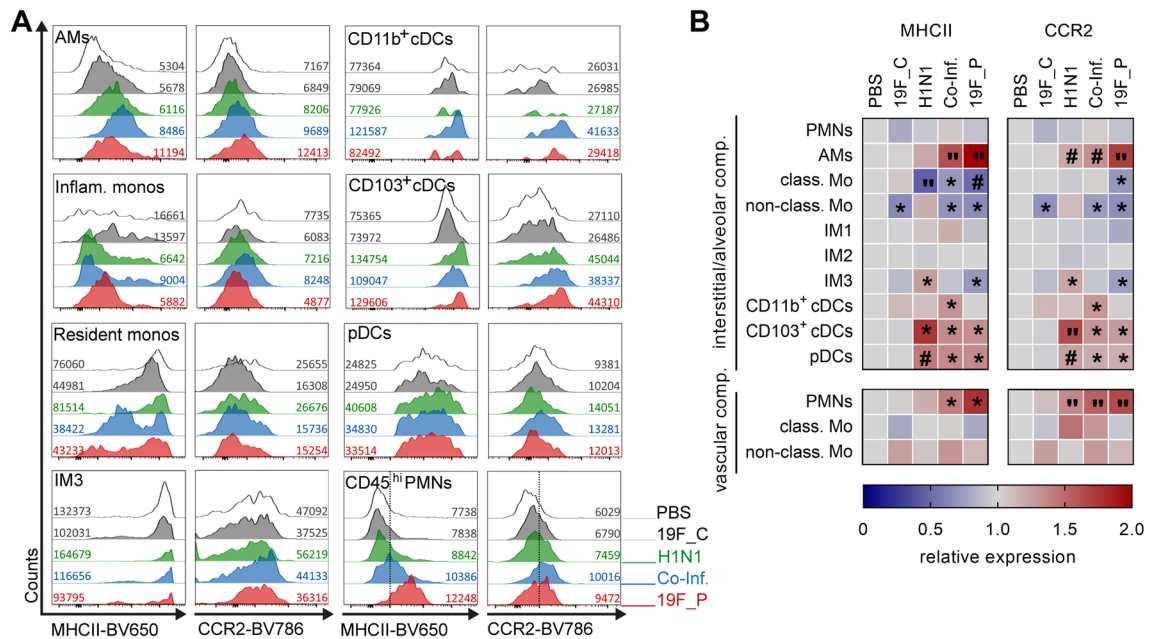 A
AMs
5304
5678
6116
8486
11194
7167
6849
8206
9689
12413
CD11b+ cDCs
77364
79069
77926
121587
82492
26031
26985
27187
41633
29418
Inflam. monos
16661
13597
6642
9004
5882
7735
6083
7216
8248
4877
CD103+ cDCs
75365
73972
134754
109047
129606
27110
26486
45044
38337
44310
Resident monos
76060
44981
81514
38422
43233
25655
16308
26676
15736
15254
pDCs
24825
24950
40608
34830
33514
9381
10204
14051
13281
12013
IM3
132373
102031
164679
116656
93795
47092
37525
56219
44133
36316
CD45hi PMNs
7738
7838
8842
10386
12248
6029
6790
7459
10016
9472
PBS
19F_C
H1N1
Co-Inf.
19F_P
Counts
MHCII-BV650
CCR2-BV786
MHCII-BV650
CCR2-BV786
B
MHCII
CCR2
PBS
19F_C
H1N1
Co-Inf.
19F_P
PBS
19F_C
H1N1
Co-Inf.
19F_P
interstitial/alveolar comp.
PMNs
AMs " " # # "
class. Mo " * # *
non-class. Mo * * * * * *
IM1
IM2
IM3 * * * *
CD11b+ cDCs * *
CD103+ cDCs * * * " * *
pDCs # * * # * *
vascular comp.
PMNs * * " " "
class. Mo
non-class. Mo
0 0.5 1.0 1.5 2.0
relative expression